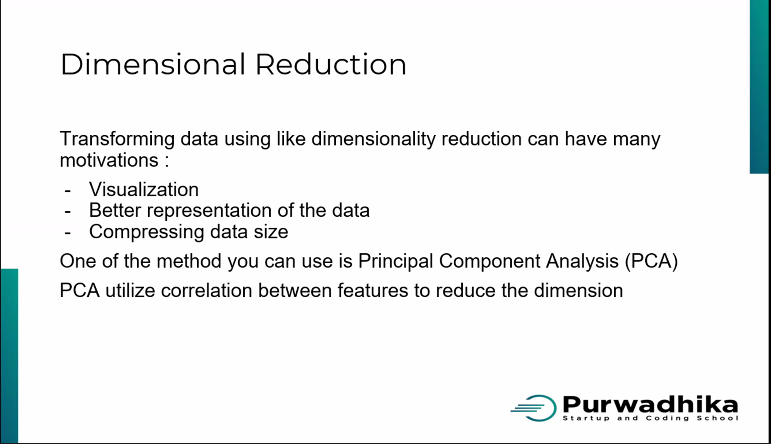 Dimensional Reduction
Transforming data using like dimensionality reduction can have many
motivations :
- Visualization
- Better representation of the data
- Compressing data size
One of the method you can use is Principal Component Analysis (PCA)
PCA utilize correlation between features to reduce the dimension
Purwadhika
Startup and Coding School